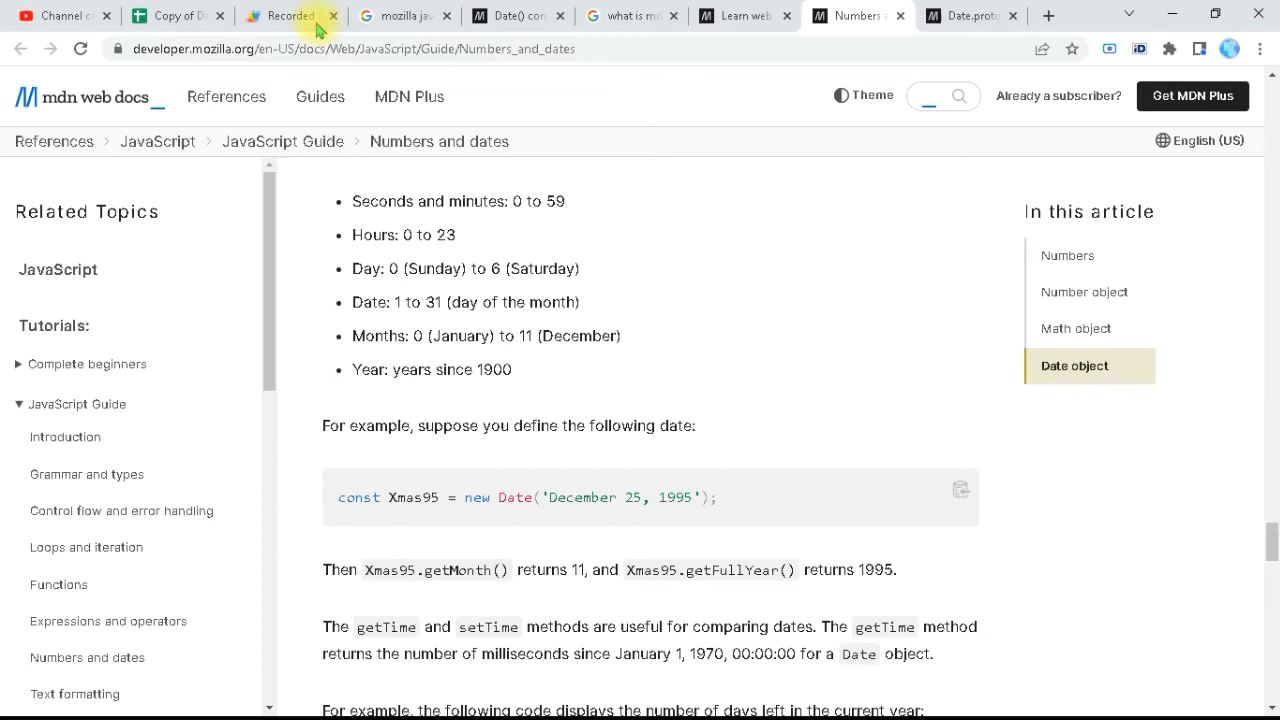 Channel c
Copy of D
Recorded
mozilla jav
Date() con
what is m
Learn web
Numbers a
Date.proto
developer.mozilla.org/en-US/docs/Web/JavaScript/Guide/Numbers_and_dates
iD
mdn web docs_
References
Guides
MDN Plus
Theme
Already a subscriber?
Get MDN Plus
References > JavaScript > JavaScript Guide > Numbers and dates
English (US)
Related Topics
JavaScript
Tutorials:
Complete beginners
JavaScript Guide
Introduction
Grammar and types
Control flow and error handling
Loops and iteration
Functions
Expressions and operators
Numbers and dates
Text formatting
• Seconds and minutes: 0 to 59
• Hours: 0 to 23
• Day: 0 (Sunday) to 6 (Saturday)
• Date: 1 to 31 (day of the month)
• Months: 0 (January) to 11 (December)
• Year: years since 1900
For example, suppose you define the following date:
const Xmas95 = new Date('December 25, 1995');
Then Xmas95.getMonth() returns 11, and Xmas95.getFullYear() returns 1995.
The getTime and setTime methods are useful for comparing dates. The getTime method
returns the number of milliseconds since January 1, 1970, 00:00:00 for a Date object.
For example, the following code displays the number of days left in the current year:
In this article
Numbers
Number object
Math object
Date object